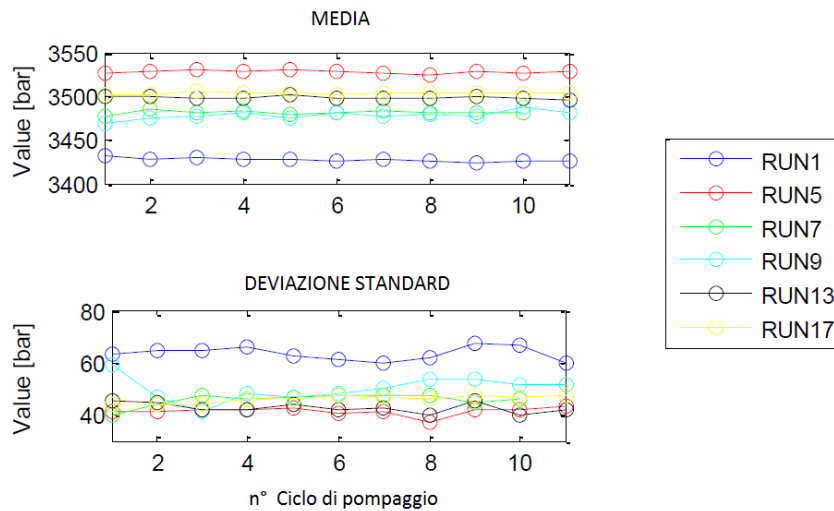 MEDIA
3550
3500
3450
3400
Value [bar]
2 4 6 8 10
DEVIAZIONE STANDARD
80
60
40
Value [bar]
2 4 6 8 10
n° Ciclo di pompaggio
RUN1
RUN5
RUN7
RUN9
RUN13
RUN17